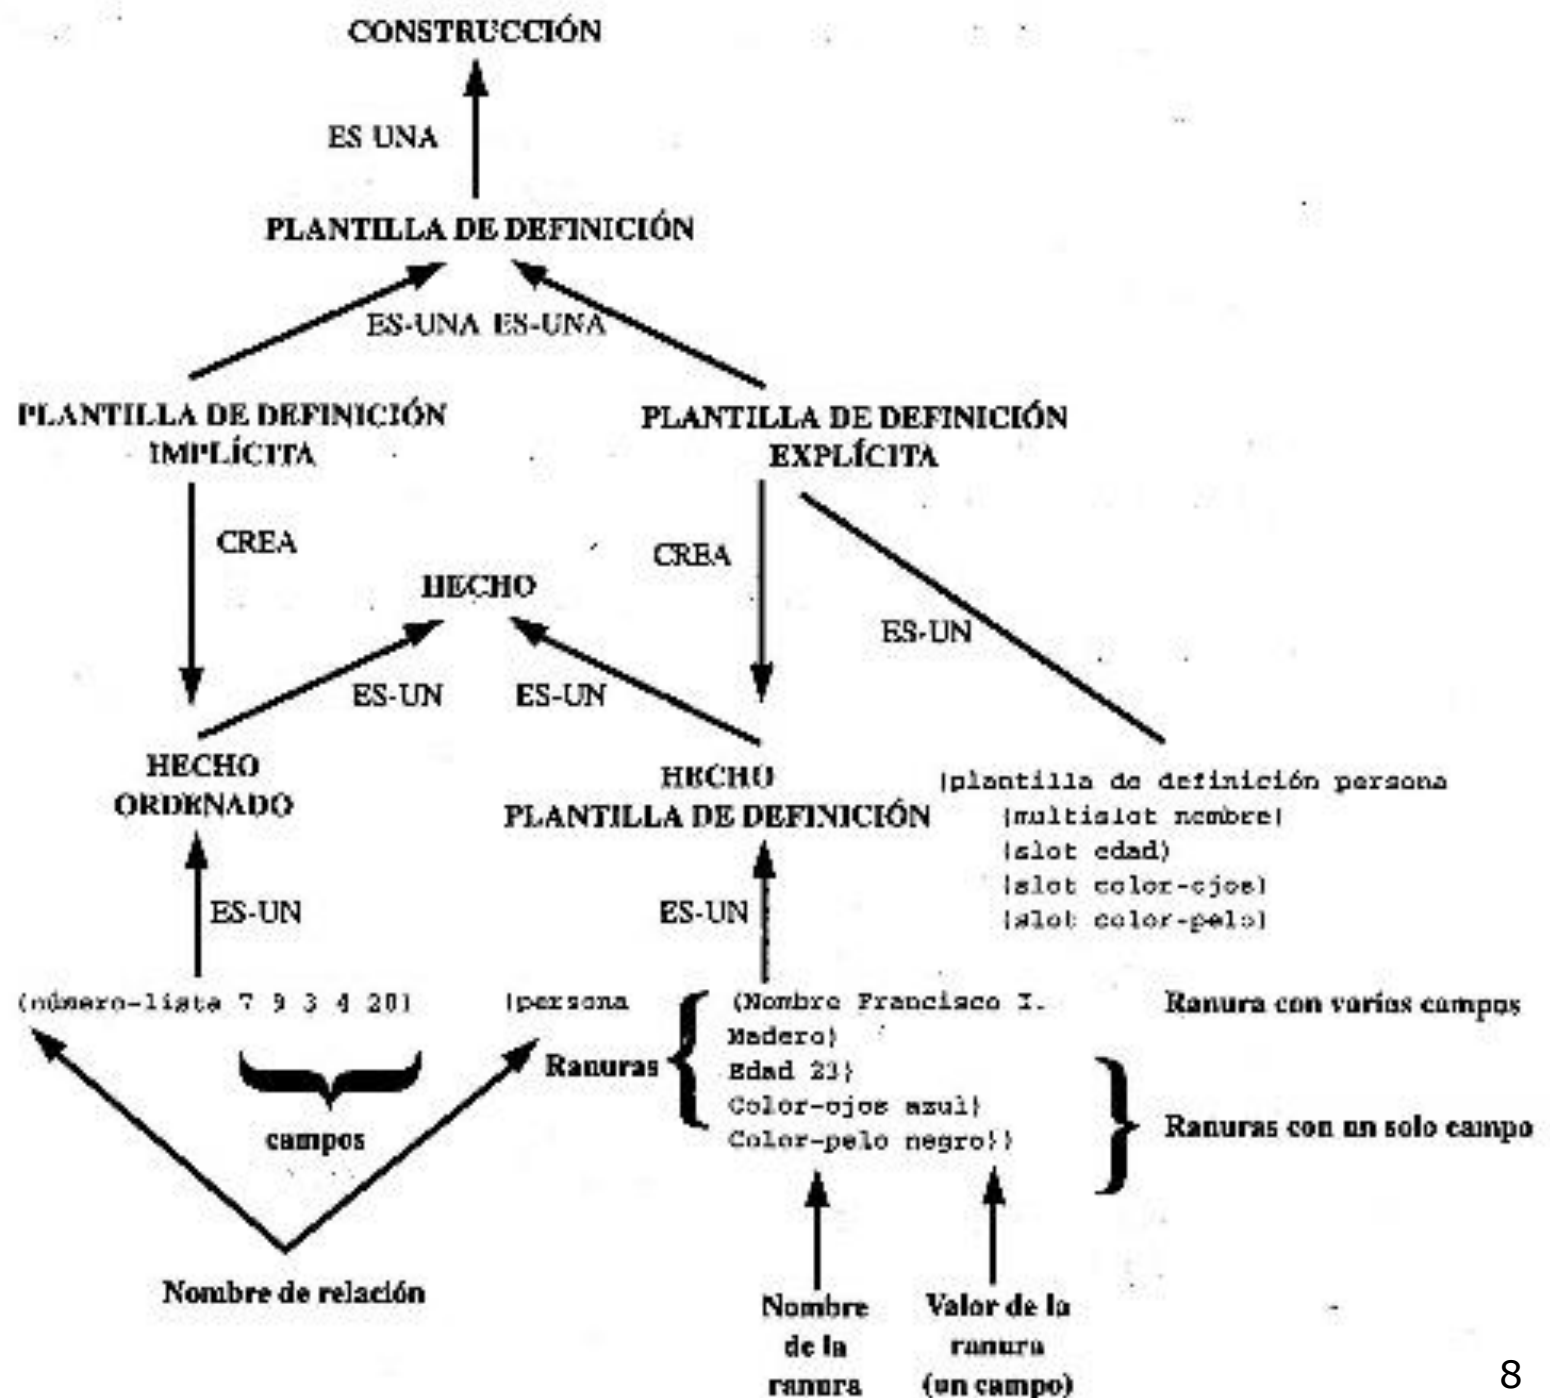 CONSTRUCCIÓN
ES UNA
PLANTILLA DE DEFINICIÓN
ES-UNA ES-UNA
PLANTILLA DE DEFINICIÓN
IMPLÍCITA
PLANTILLA DE DEFINICIÓN
EXPLÍCITA
CREA
CREA
HECHO
ES-UN
ES-UN
ES-UN
HECHO
ORDENADO
HECHO
PLANTILLA DE DEFINICIÓN
(plantilla de definición persona
(multislot nombre)
(slot edad)
(slot color-ojos)
(slot color-pelo)
ES-UN
ES-UN
(número-lista 7 9 3 4 20)
(persona
Ranuras
(Nombre Francisco I.
Madero)
Edad 23)
Color-ojos azul)
Color-pelo negro))
Ranura con varios campos
Ranuras con un solo campo
campos
Nombre de relación
Nombre
de la
ranura
Valor de la
ranura
(un campo)
8